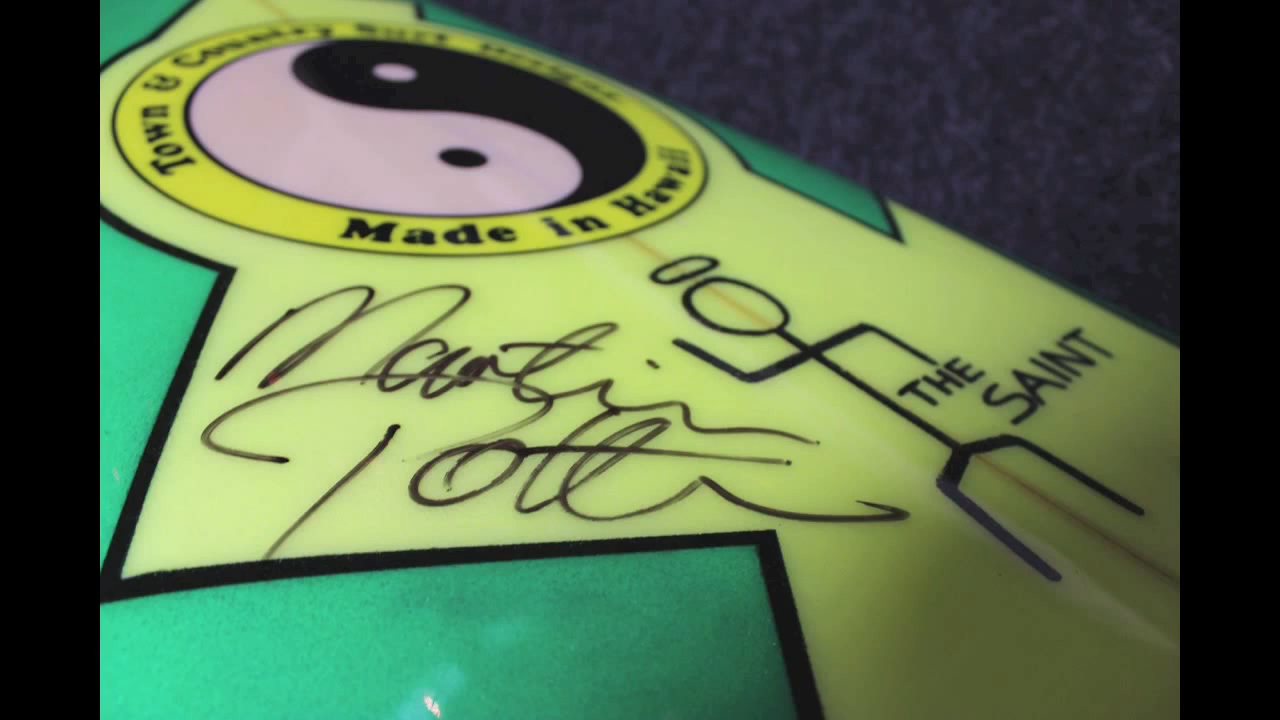 Town & Country Surf Designs
Made in Hawaii
Martin
Potter
THE
SAINT